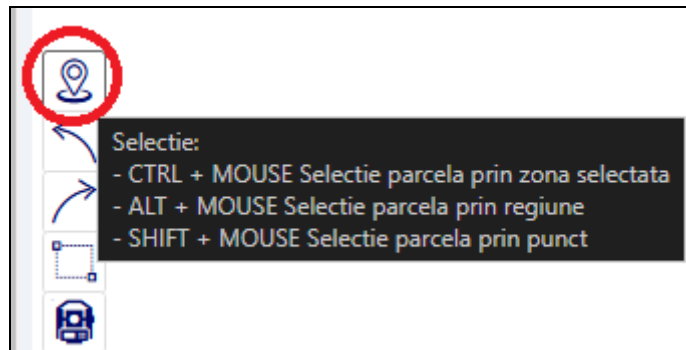 Selectie:
- CTRL + MOUSE Selectie parcela prin zona selectata
- ALT + MOUSE Selectie parcela prin regiune
- SHIFT + MOUSE Selectie parcela prin punct